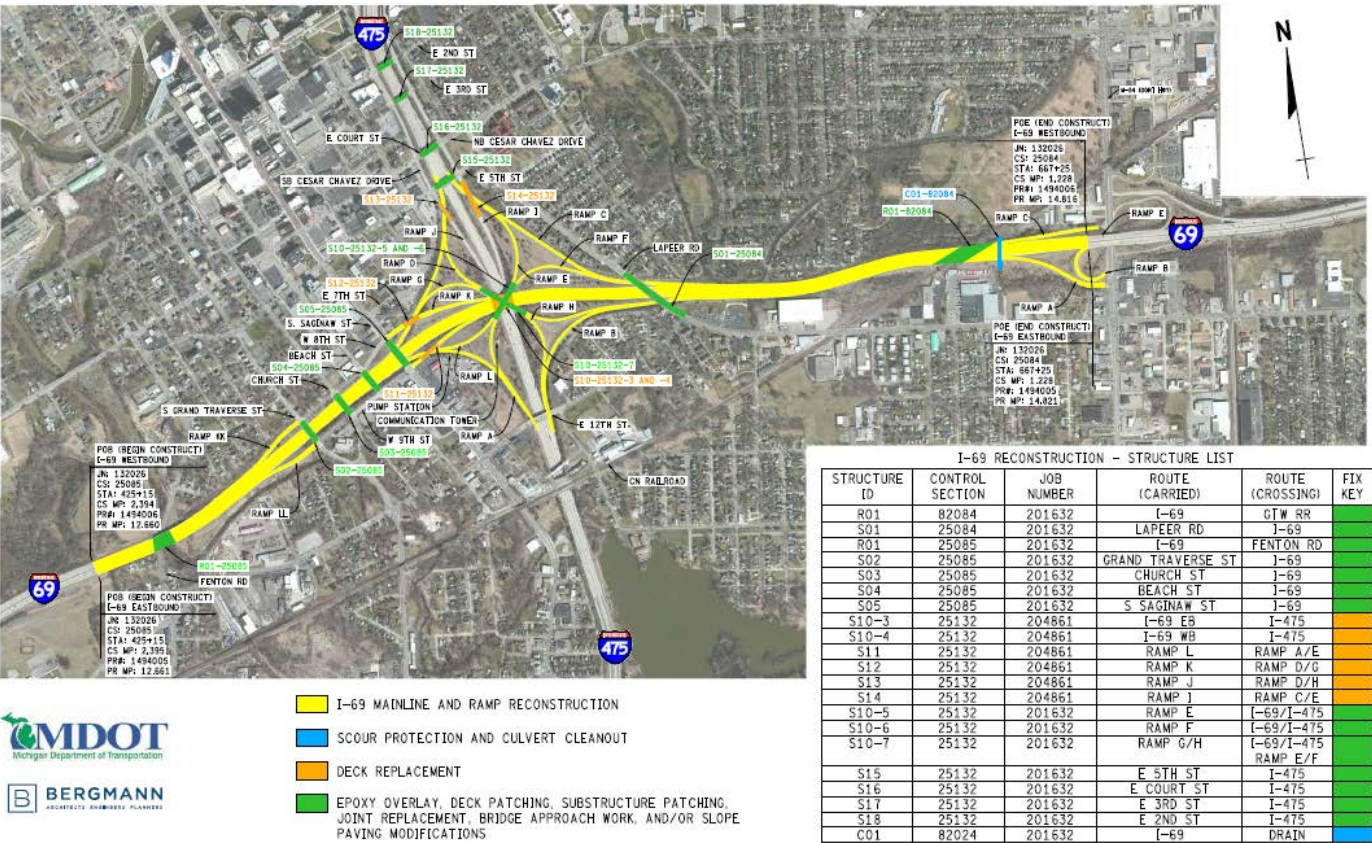 475
S18-25132
E 2ND ST
S17-25132
E 3RD ST
S16-25132
E COURT ST
NB CESAR CHAVEZ DRIVE
S15-25132
SB CESAR CHAVEZ DRIVE
E 5TH ST
S13-25132
S14-25132
RAMP I
RAMP C
RAMP J
RAMP F
S10-25132-5 AND -6
LAPEER RD
S01-25084
RAMP D
RAMP G
RAMP E
S12-25132
E 7TH ST
RAMP K
RAMP H
S05-25085
S. SAGINAW ST
RAMP B
W 8TH ST
BEACH ST
S10-25132-7
S04-25085
S10-25132-3 AND -4
CHURCH ST
RAMP L
S11-25132
PUMP STATION
S GRAND TRAVERSE ST
COMMUNICATION TOWER
E 12TH ST
RAMP KK
W 9TH ST
RAMP A
S03-25085
S02-25085
CN RAILROAD
RAMP LL
R01-25085
FENTON RD
69
475
POB (BEGIN CONSTRUCT)
I-69 WESTBOUND
JN: 132026
CS: 25085
STA: 425+15
CS MP: 2.394
PR#: 1494006
PR MP: 12.660
POB (BEGIN CONSTRUCT)
I-69 EASTBOUND
JN: 132026
CS: 25085
STA: 425+15
CS MP: 2.395
PR#: 1494005
PR MP: 12.661
N
POE (END CONSTRUCT)
I-69 WESTBOUND
JN: 132026
CS: 25084
STA: 667+25
CS MP: 1.228
PR#: 1494006
PR MP: 14.816
C01-82084
R01-82084
RAMP C
RAMP E
69
RAMP B
RAMP A
POE (END CONSTRUCT)
I-69 EASTBOUND
JN: 132026
CS: 25084
STA: 667+25
CS MP: 1.228
PR#: 1494005
PR MP: 14.821
I-69 RECONSTRUCTION - STRUCTURE LIST
STRUCTURE ID CONTROL SECTION JOB NUMBER ROUTE (CARRIED) ROUTE (CROSSING) FIX KEY
R01 82084 201632 I-69 GTW RR
S01 25084 201632 LAPEER RD I-69
R01 25085 201632 I-69 FENTON RD
S02 25085 201632 GRAND TRAVERSE ST I-69
S03 25085 201632 CHURCH ST I-69
S04 25085 201632 BEACH ST I-69
S05 25085 201632 S SAGINAW ST I-69
S10-3 25132 204861 I-69 EB I-475
S10-4 25132 204861 I-69 WB I-475
S11 25132 204861 RAMP L RAMP A/E
S12 25132 204861 RAMP K RAMP D/G
S13 25132 204861 RAMP J RAMP D/H
S14 25132 204861 RAMP I RAMP C/E
S10-5 25132 201632 RAMP E I-69/I-475
S10-6 25132 201632 RAMP F I-69/I-475
S10-7 25132 201632 RAMP G/H I-69/I-475
RAMP E/F
S15 25132 201632 E 5TH ST I-475
S16 25132 201632 E COURT ST I-475
S17 25132 201632 E 3RD ST I-475
S18 25132 201632 E 2ND ST I-475
C01 82024 201632 I-69 DRAIN
I-69 MAINLINE AND RAMP RECONSTRUCTION
SCOUR PROTECTION AND CULVERT CLEANOUT
DECK REPLACEMENT
EPOXY OVERLAY, DECK PATCHING, SUBSTRUCTURE PATCHING,
JOINT REPLACEMENT, BRIDGE APPROACH WORK, AND/OR SLOPE
PAVING MODIFICATIONS
MDOT
Michigan Department of Transportation
B BERGMANN
ARCHITECTS ENGINEERS PLANNERS